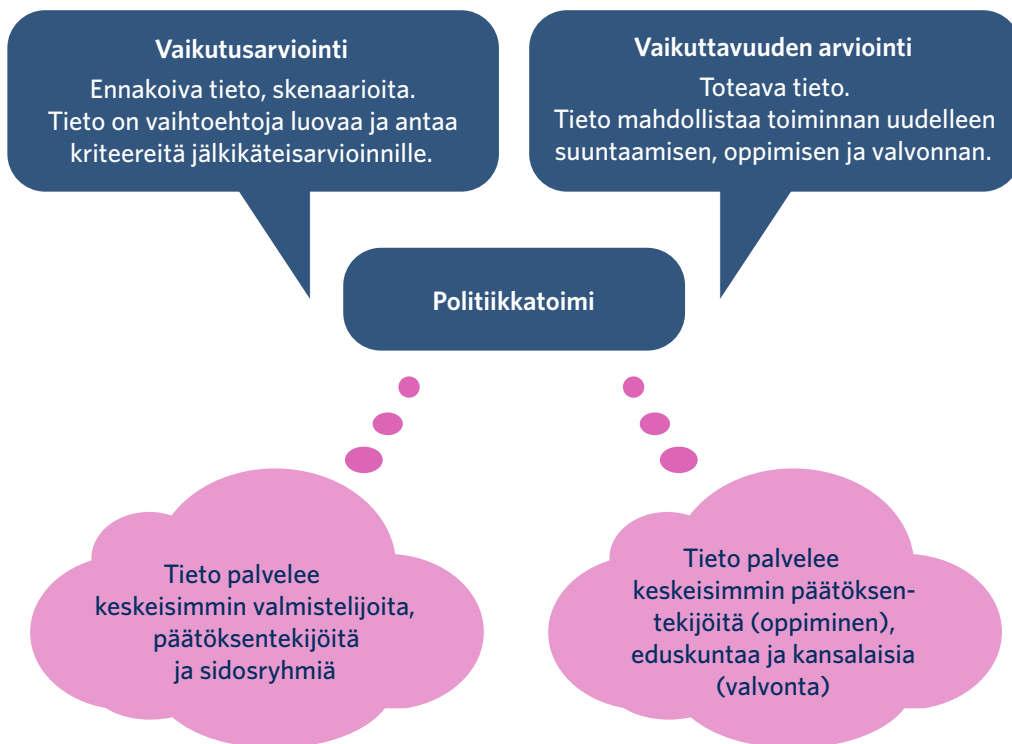 Vaikutusarviointi
Ennakoiva tieto, skenaarioita.
Tieto on vaihtoehtoja luovaa ja antaa
kriteereitä jälkikäteisarvioinnille.
Vaikuttavuuden arviointi
Toteava tieto.
Tieto mahdollistaa toiminnan uudelleen
suuntaamisen, oppimisen ja valvonnan.
Politiikkatoimi
Tieto palvelee
keskeisimmin valmistelijoita,
päätöksentekijöitä
ja sidosryhmiä
Tieto palvelee
keskeisimmin päätöksen-
tekijöitä (oppiminen),
eduskuntaa ja kansalaisia
(valvonta)